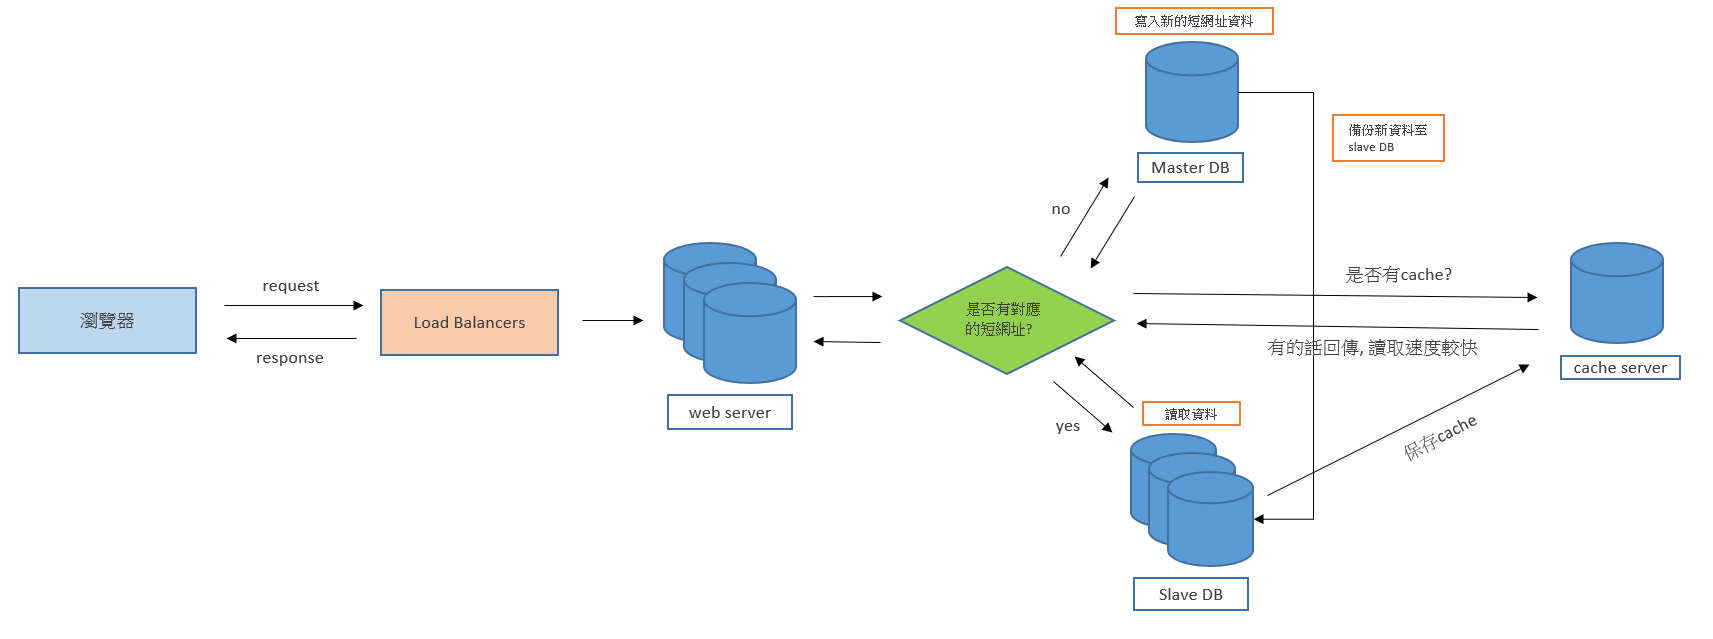 寫入新的短網址資料
備份新資料至
slave DB
Master DB
no
是否有cache?
request
瀏覽器
Load Balancers
是否有對應
的短網址?
response
有的話回傳, 讀取速度較快
cache server
web server
讀取資料
yes
保存cache
Slave DB